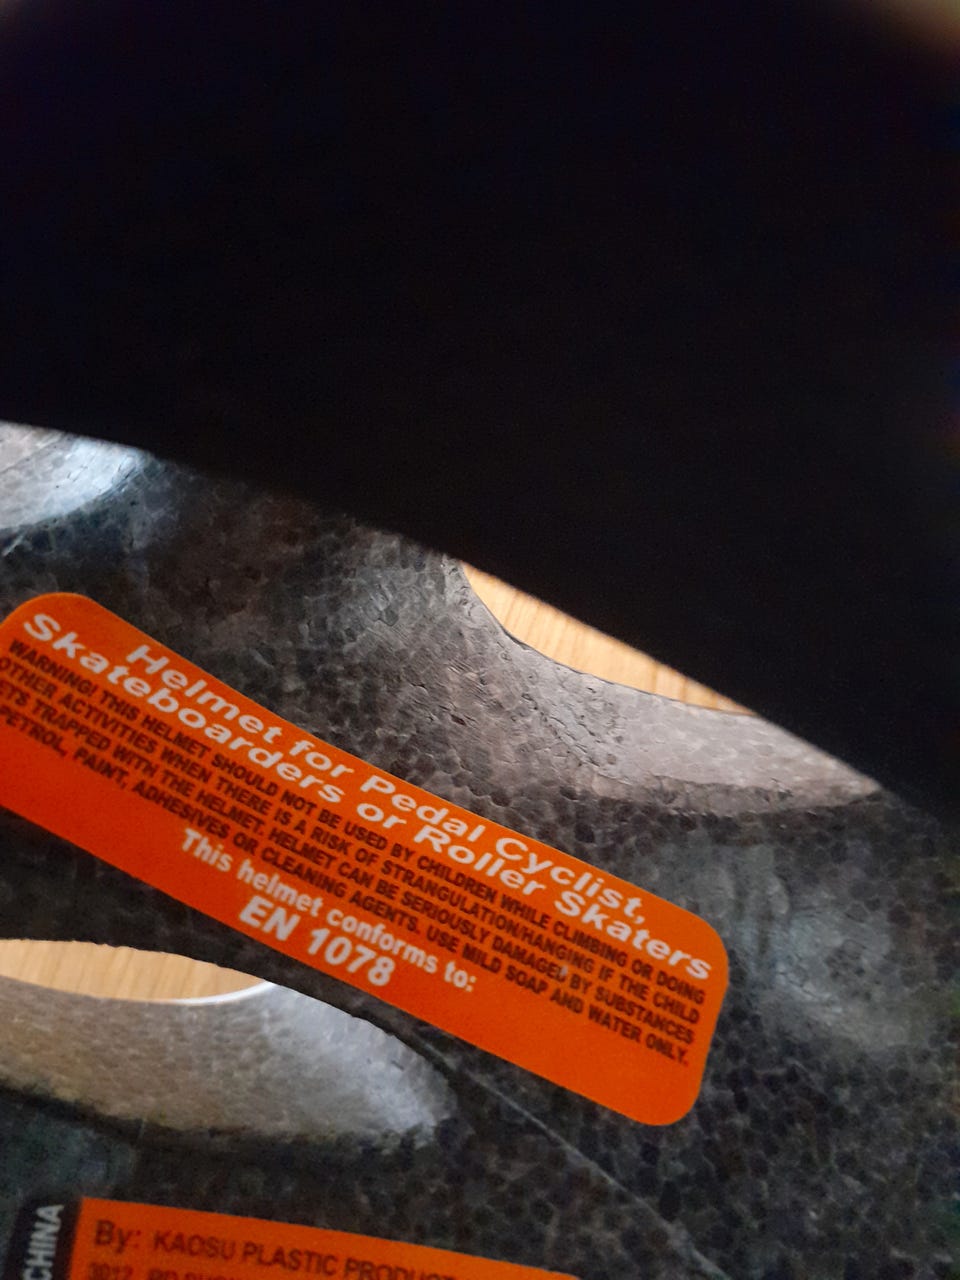 Helmet for Pedal Cyclist,
Skateboarders or Roller Skaters
WARNING! THIS HELMET SHOULD NOT BE USED BY CHILDREN WHILE CLIMBING OR DOING
OTHER ACTIVITIES WHEN THERE IS A RISK OF STRANGULATION/HANGING IF THE CHILD
ETS TRAPPED WITH THE HELMET. HELMET CAN BE SERIOUSLY DAMAGED BY SUBSTANCES
PETROL, PAINT, ADHESIVES OR CLEANING AGENTS. USE MILD SOAP AND WATER ONLY.
This helmet conforms to:
EN 1078
CHINA
By: KAOSU PLASTIC PRODUCT